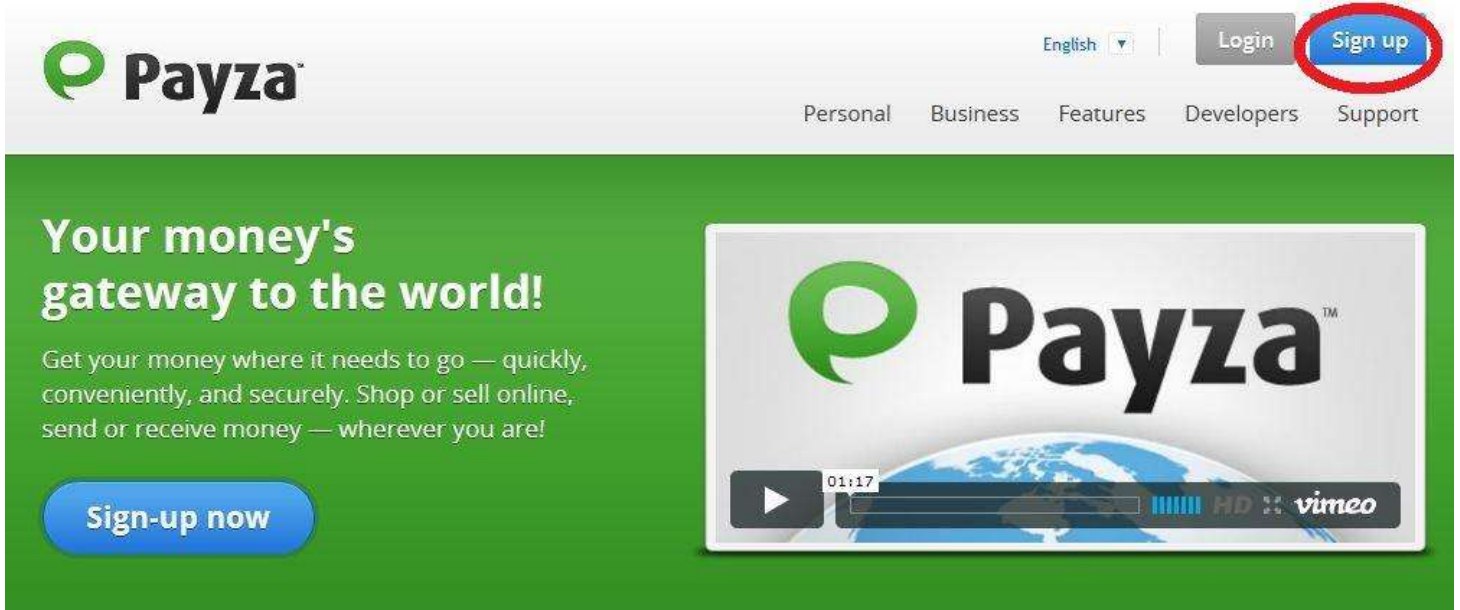 English
Login
Sign up
Payza
Personal Business Features Developers Support
Your money's
gateway to the world!
Get your money where it needs to go — quickly,
conveniently, and securely. Shop or sell online,
send or receive money — wherever you are!
Sign-up now
Payza™
01:17
HD vimeo